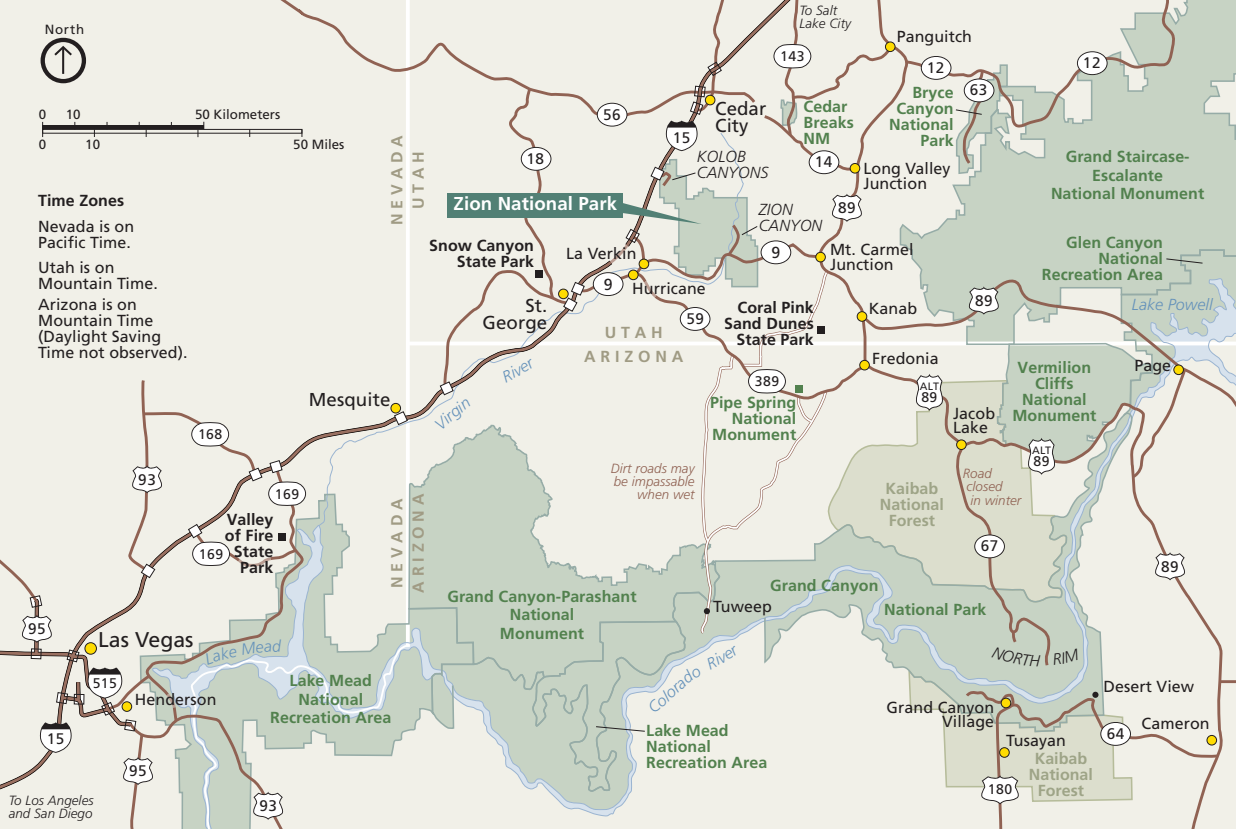 North
0 10 50 Kilometers
0 10 50 Miles
Time Zones
Nevada is on
Pacific Time.
Utah is on
Mountain Time.
Arizona is on
Mountain Time
(Daylight Saving
Time not observed).
To Salt
Lake City
Panguitch
143
12
12
63
Bryce
Canyon
National
Park
Cedar
Breaks
NM
56
Cedar
City
15
NEVADA
UTAH
18
KOLOB
CANYONS
14
Long Valley
Junction
89
Grand Staircase-
Escalante
National Monument
Zion National Park
ZION
CANYON
Snow Canyon
State Park
La Verkin
9
Mt. Carmel
Junction
Glen Canyon
National
Recreation Area
9
Hurricane
St.
George
59
Coral Pink
Sand Dunes
State Park
Kanab
89
Lake Powell
UTAH
ARIZONA
River
Virgin
Fredonia
Page
389
ALT
89
Vermilion
Cliffs
National
Monument
Pipe Spring
National
Monument
Mesquite
Jacob
Lake
ALT
89
168
93
169
Dirt roads may
be impassable
when wet
Road
closed
in winter
Kaibab
National
Forest
NEVADA
ARIZONA
Valley
of Fire
State
Park
169
67
89
Grand Canyon-Parashant
National
Monument
Tuweep
Grand Canyon
National Park
95
Las Vegas
Lake Mead
515
Henderson
Lake Mead
National
Recreation Area
Colorado River
NORTH RIM
Desert View
Grand Canyon
Village
Lake Mead
National
Recreation Area
Cameron
64
Tusayan
Kaibab
National
Forest
15
95
180
93
To Los Angeles
and San Diego